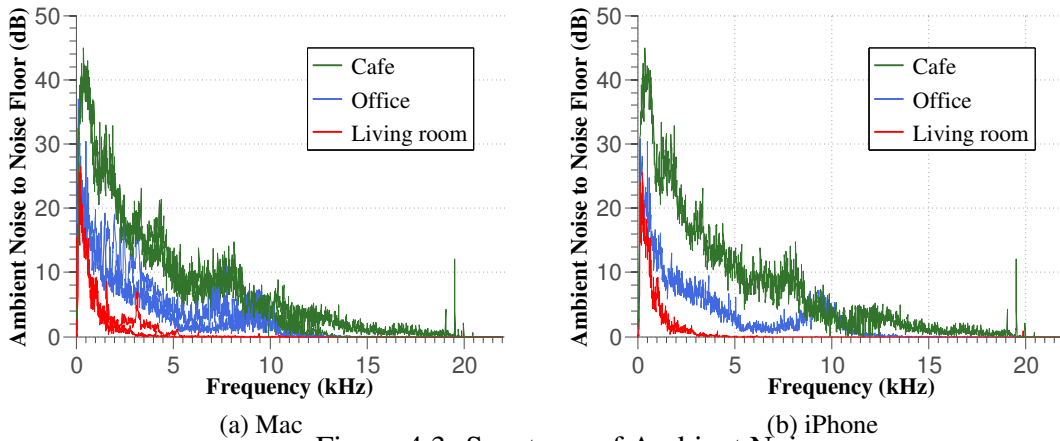 50
40
30
20
10
0
Ambient Noise to Noise Floor (dB)
Cafe
Office
Living room
0
5
10
15
20
Frequency (kHz)
(a) Mac
50
40
30
20
10
0
Ambient Noise to Noise Floor (dB)
Cafe
Office
Living room
0
5
10
15
20
Frequency (kHz)
(b) iPhone